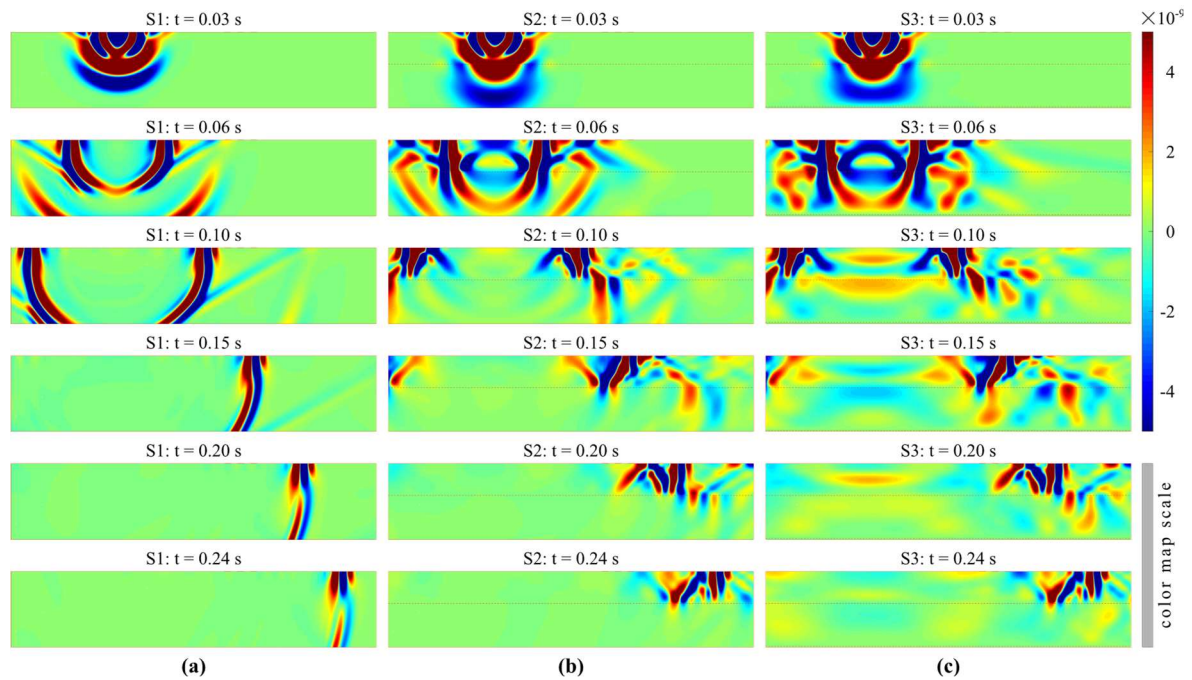 S1: t = 0.03 s
S2: t = 0.03 s
S3: t = 0.03 s
×10⁻⁹
S1: t = 0.06 s
S2: t = 0.06 s
S3: t = 0.06 s
S1: t = 0.10 s
S2: t = 0.10 s
S3: t = 0.10 s
S1: t = 0.15 s
S2: t = 0.15 s
S3: t = 0.15 s
S1: t = 0.20 s
S2: t = 0.20 s
S3: t = 0.20 s
S1: t = 0.24 s
S2: t = 0.24 s
S3: t = 0.24 s
4
2
0
-2
-4
color map scale
(a)
(b)
(c)